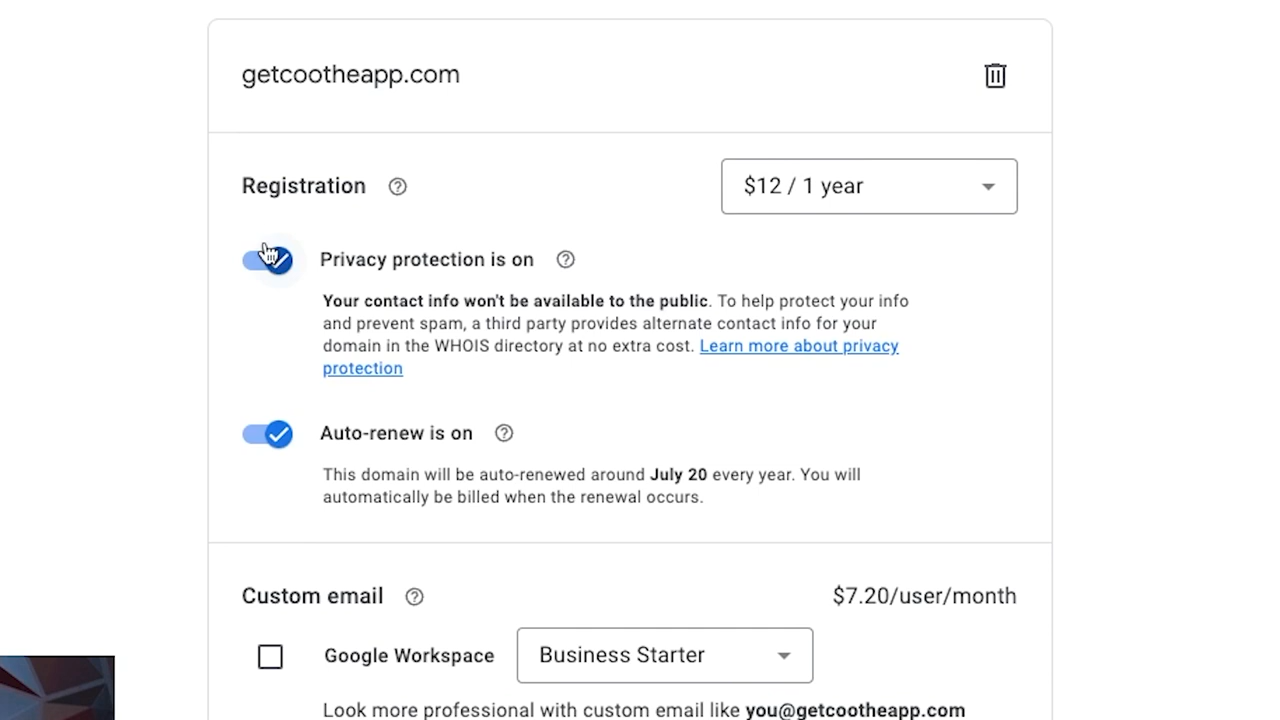 getcootheapp.com
Registration
$12 / 1 year
Privacy protection is on
Your contact info won't be available to the public. To help protect your info
and prevent spam, a third party provides alternate contact info for your
domain in the WHOIS directory at no extra cost. Learn more about privacy
protection
Auto-renew is on
This domain will be auto-renewed around July 20 every year. You will
automatically be billed when the renewal occurs.
Custom email
$7.20/user/month
Google Workspace
Business Starter
Look more professional with custom email like you@getcootheapp.com